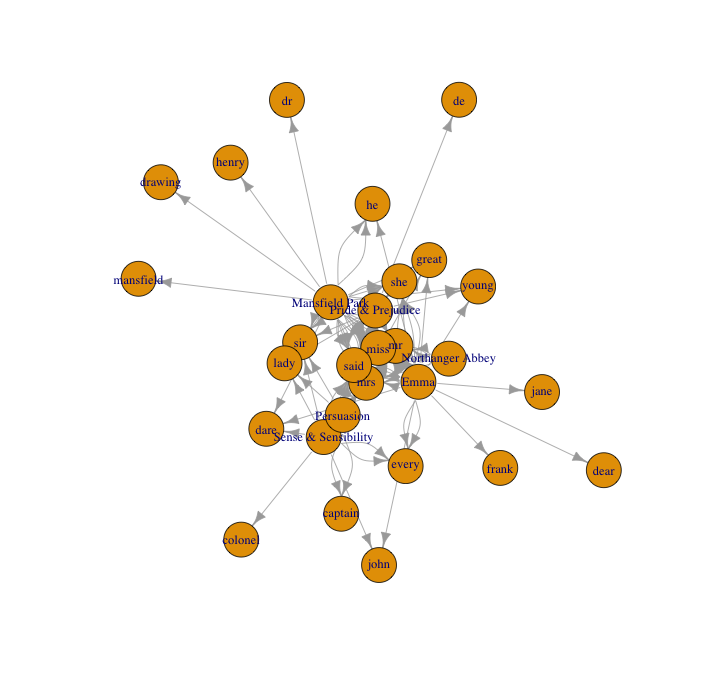 dr
de
henry
drawing
he
great
mansfield
she
young
Mansfield Park
Pride & Prejudice
sir
mr
miss
Northanger Abbey
lady
said
mrs
Emma
jane
Persuasion
dare
Sense & Sensibility
every
frank
dear
captain
colonel
john